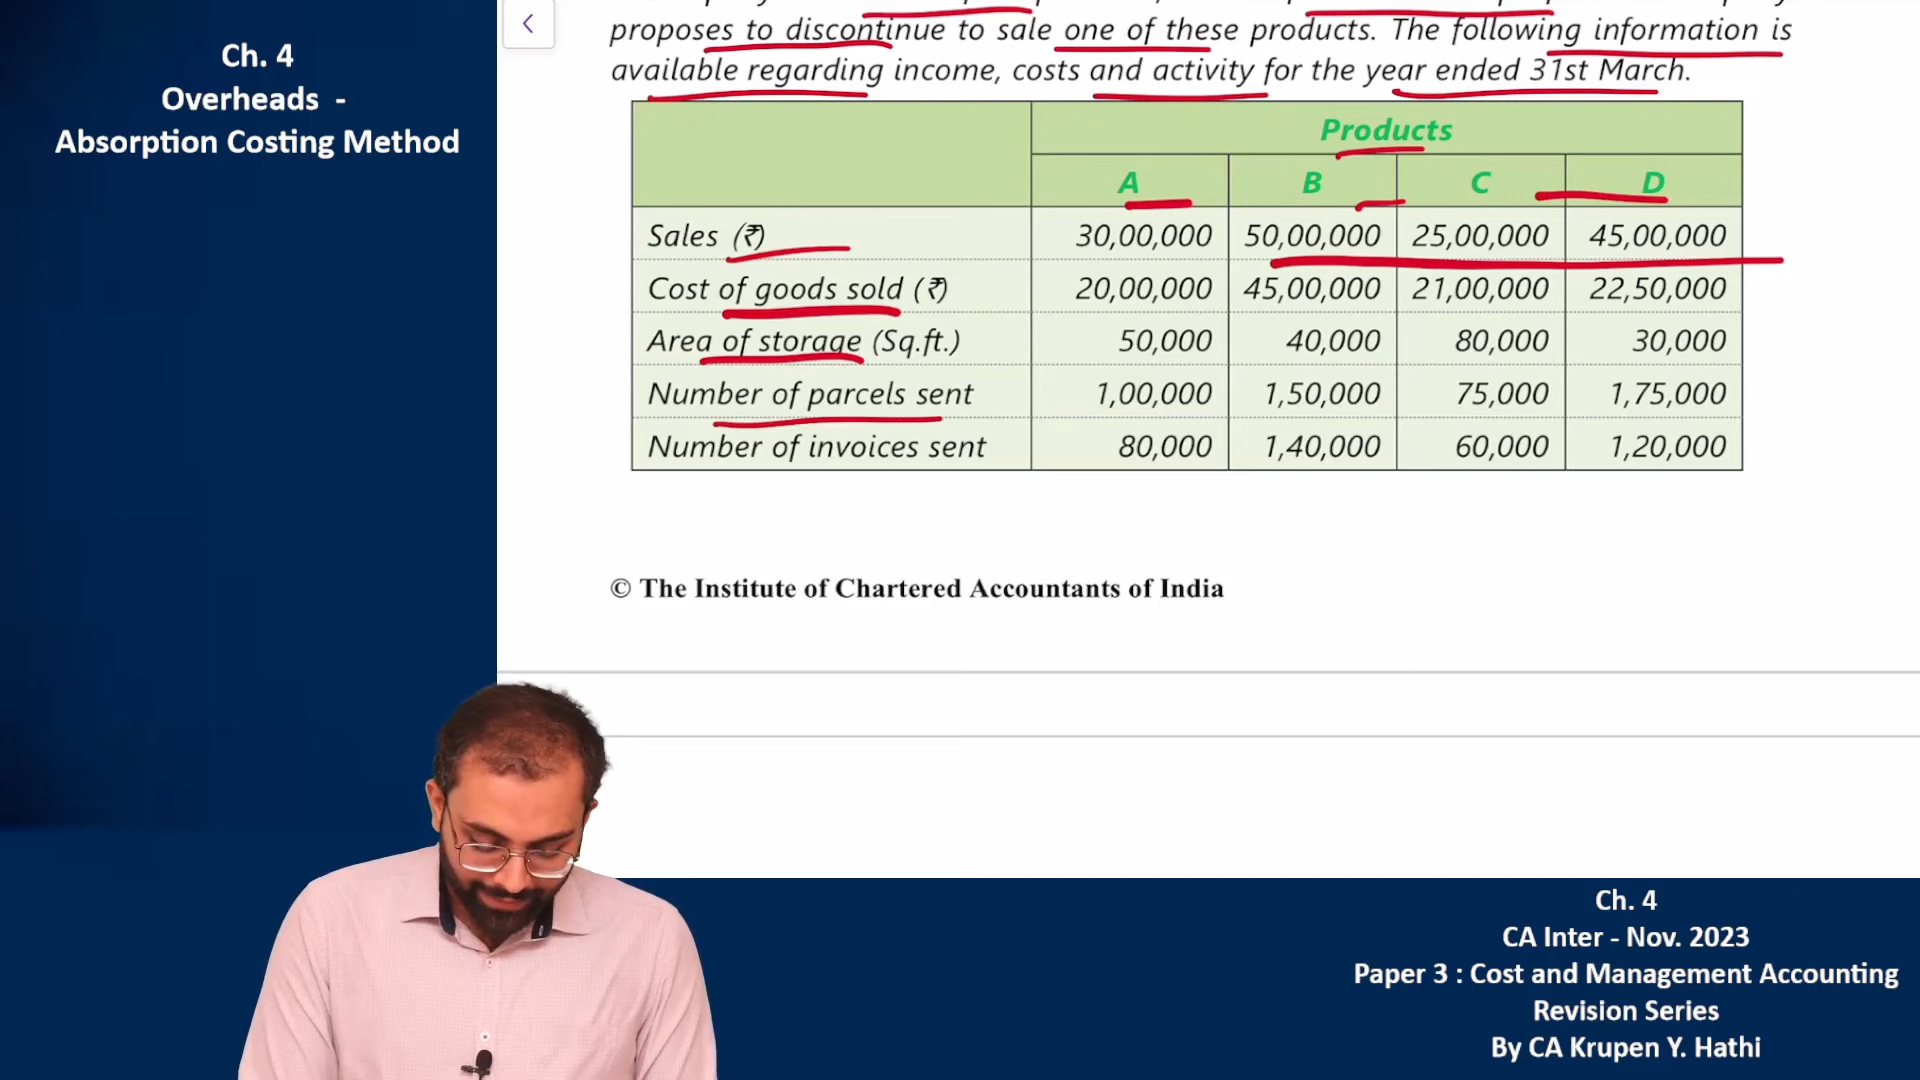 Ch. 4
Overheads -
Absorption Costing Method
proposes to discontinue to sale one of these products. The following information is
available regarding income, costs and activity for the year ended 31st March.
Products
A B C D
Sales (₹) 30,00,000 50,00,000 25,00,000 45,00,000
Cost of goods sold (₹) 20,00,000 45,00,000 21,00,000 22,50,000
Area of storage (Sq.ft.) 50,000 40,000 80,000 30,000
Number of parcels sent 1,00,000 1,50,000 75,000 1,75,000
Number of invoices sent 80,000 1,40,000 60,000 1,20,000
© The Institute of Chartered Accountants of India
Ch. 4
CA Inter - Nov. 2023
Paper 3 : Cost and Management Accounting
Revision Series
By CA Krupen Y. Hathi